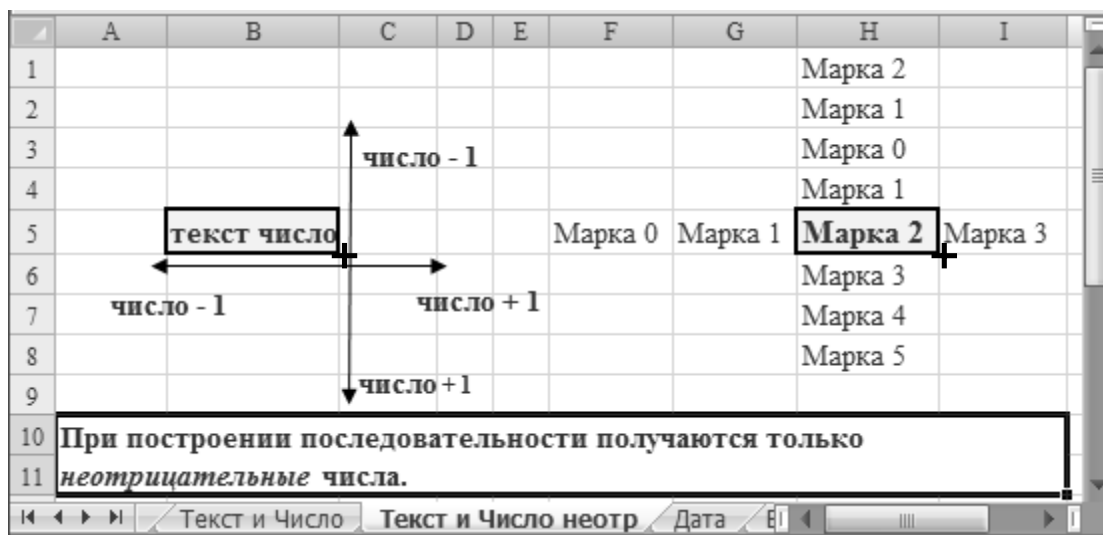 A B C D E F G H I
1 Марка 2
2 Марка 1
3 число - 1 Марка 0
4 Марка 1
5 текст число Марка 0 Марка 1 Марка 2 Марка 3
6 Марка 3
7 число - 1 число + 1 Марка 4
8 Марка 5
9 число+1
10 При построении последовательности получаются только
11 неотрицательные числа.
Текст и Число Текст и Число неотр Дата